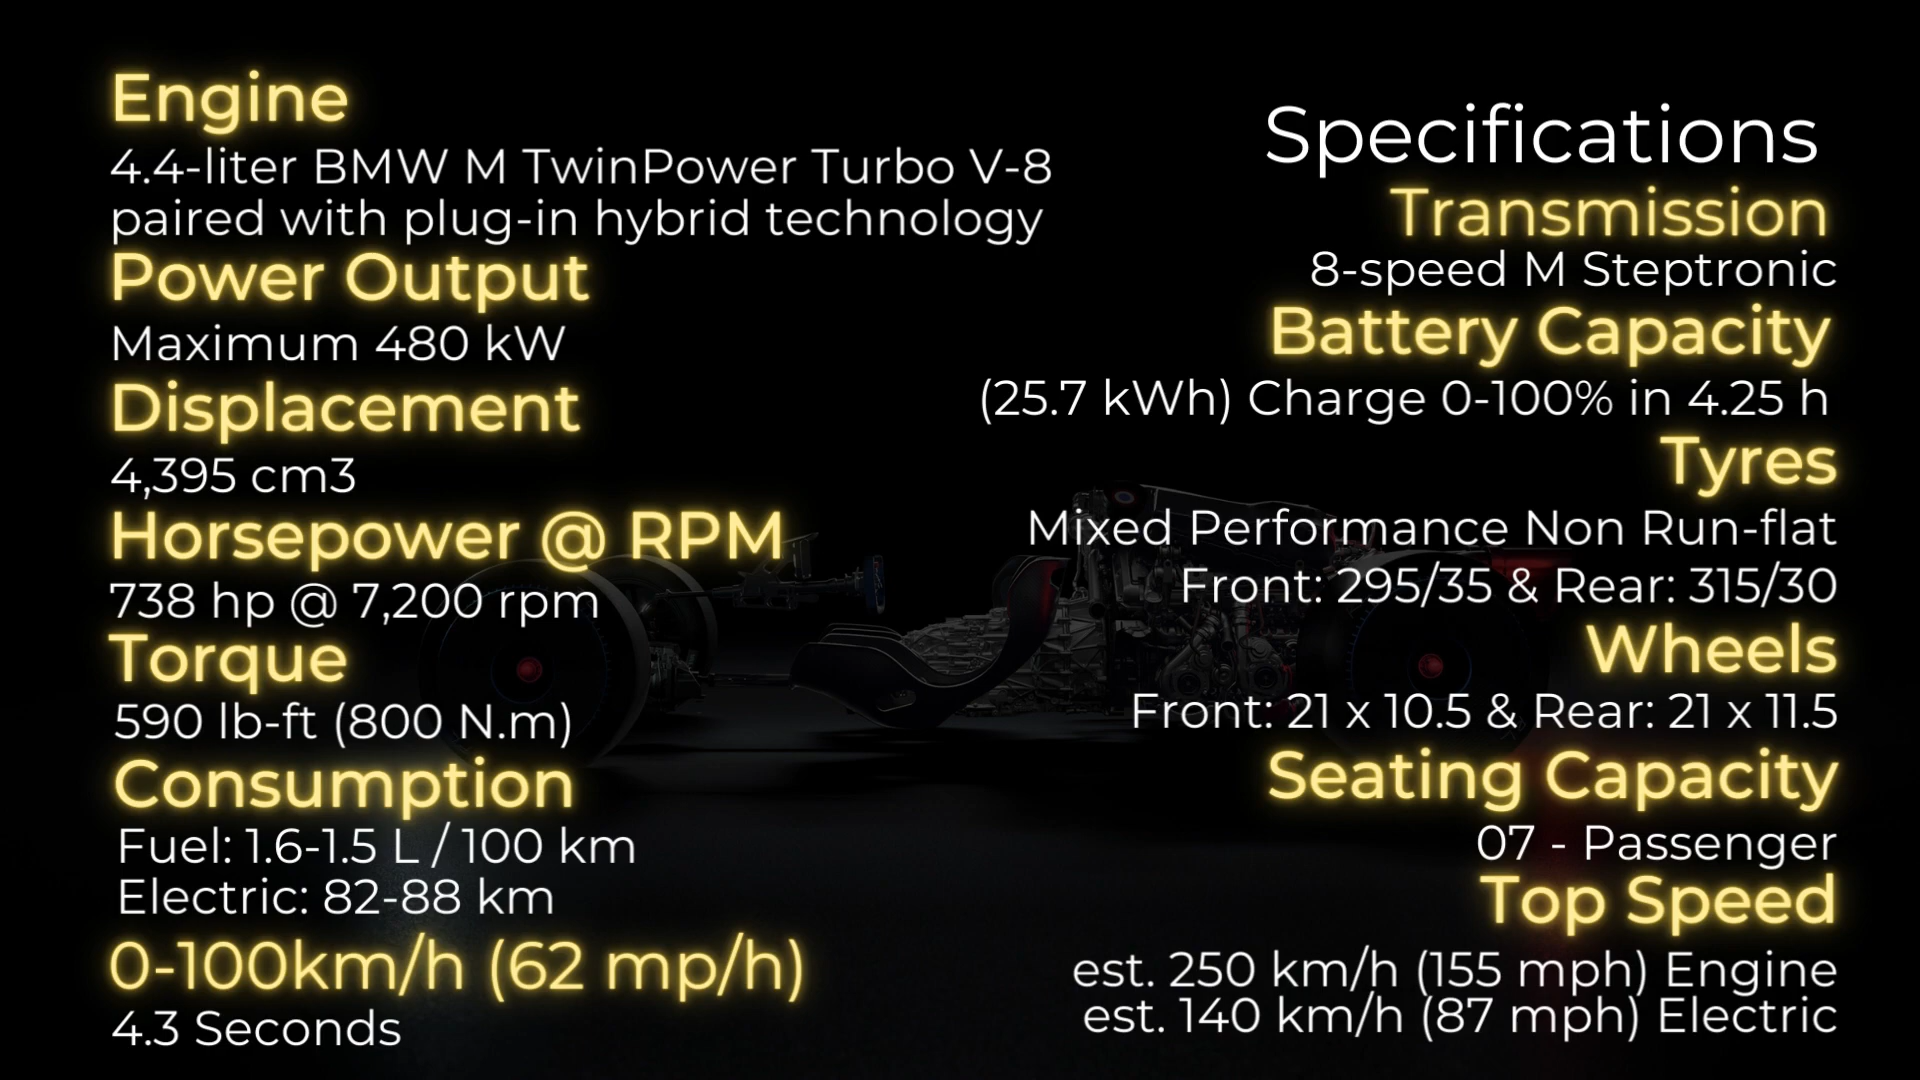 Engine
4.4-liter BMW M TwinPower Turbo V-8
paired with plug-in hybrid technology
Power Output
Maximum 480 kW
Displacement
4,395 cm3
Horsepower @ RPM
738 hp @ 7,200 rpm
Torque
590 lb-ft (800 N.m)
Consumption
Fuel: 1.6-1.5 L / 100 km
Electric: 82-88 km
0-100km/h (62 mp/h)
4.3 Seconds
Specifications
Transmission
8-speed M Steptronic
Battery Capacity
(25.7 kWh) Charge 0-100% in 4.25 h
Tyres
Mixed Performance Non Run-flat
Front: 295/35 & Rear: 315/30
Wheels
Front: 21 x 10.5 & Rear: 21 x 11.5
Seating Capacity
07 - Passenger
Top Speed
est. 250 km/h (155 mph) Engine
est. 140 km/h (87 mph) Electric